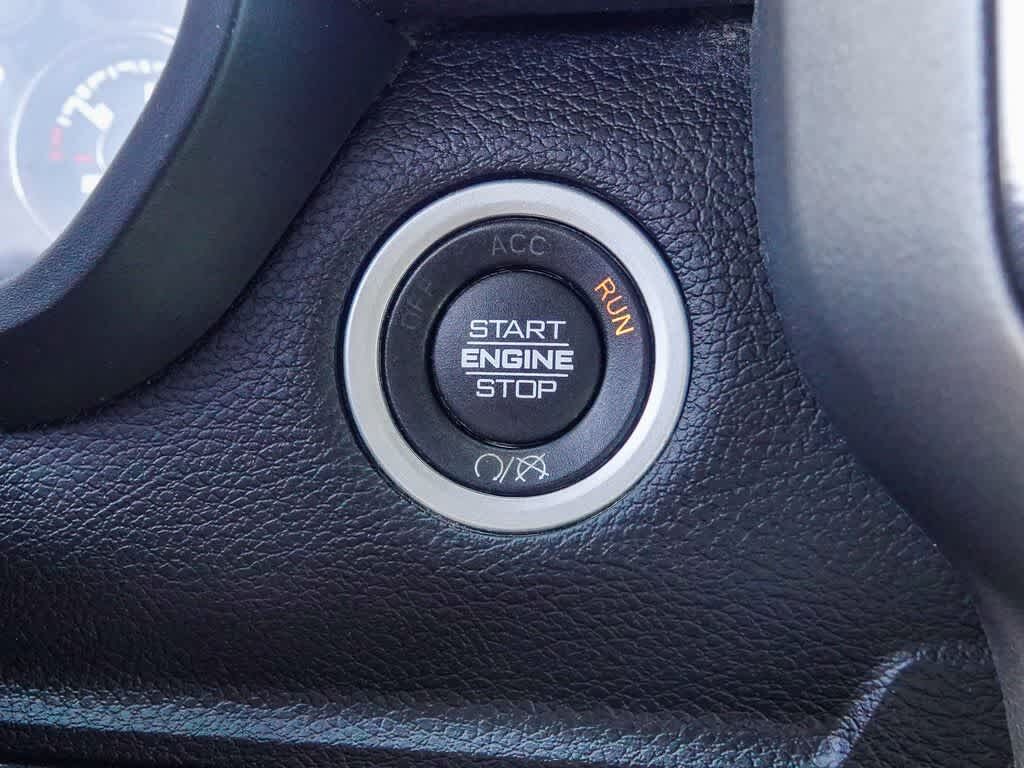 ACC
OFF
RUN
START
ENGINE
STOP